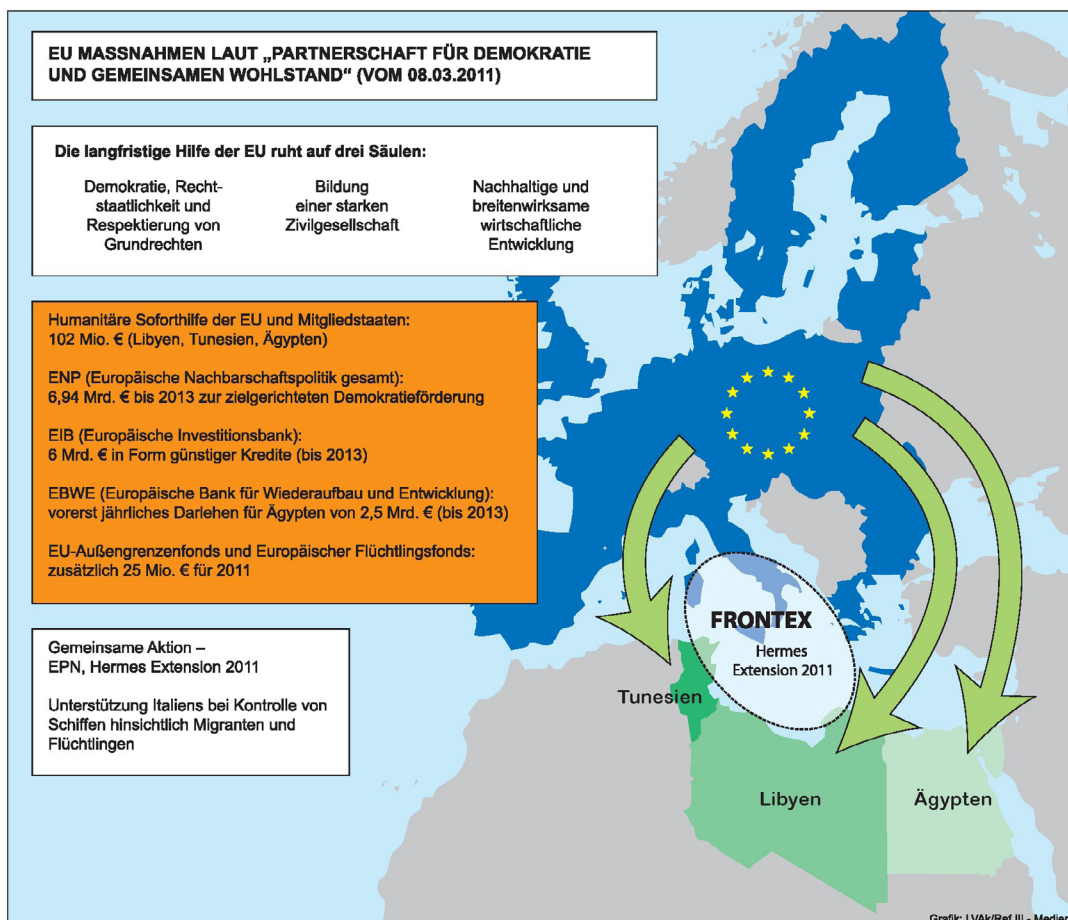 EU MASSNAHMEN LAUT „PARTNERSCHAFT FÜR DEMOKRATIE
UND GEMEINSAMEN WOHLSTAND“ (VOM 08.03.2011)
Die langfristige Hilfe der EU ruht auf drei Säulen:
Demokratie, Recht-
staatlichkeit und
Respektierung von
Grundrechten
Bildung
einer starken
Zivilgesellschaft
Nachhaltige und
breitenwirksame
wirtschaftliche
Entwicklung
Humanitäre Soforthilfe der EU und Mitgliedstaaten:
102 Mio. € (Libyen, Tunesien, Ägypten)
ENP (Europäische Nachbarschaftspolitik gesamt):
6,94 Mrd. € bis 2013 zur zielgerichteten Demokratieförderung
EIB (Europäische Investitionsbank):
6 Mrd. € in Form günstiger Kredite (bis 2013)
EBWE (Europäische Bank für Wiederaufbau und Entwicklung):
vorerst jährliches Darlehen für Ägypten von 2,5 Mrd. € (bis 2013)
EU-Außengrenzenfonds und Europäischer Flüchtlingsfonds:
zusätzlich 25 Mio. € für 2011
Gemeinsame Aktion –
EPN, Hermes Extension 2011
Unterstützung Italiens bei Kontrolle von
Schiffen hinsichtlich Migranten und
Flüchtlingen
FRONTEX
Hermes
Extension 2011
Tunesien
Libyen
Ägypten
Grafik: LVAk/Ref III - Medien